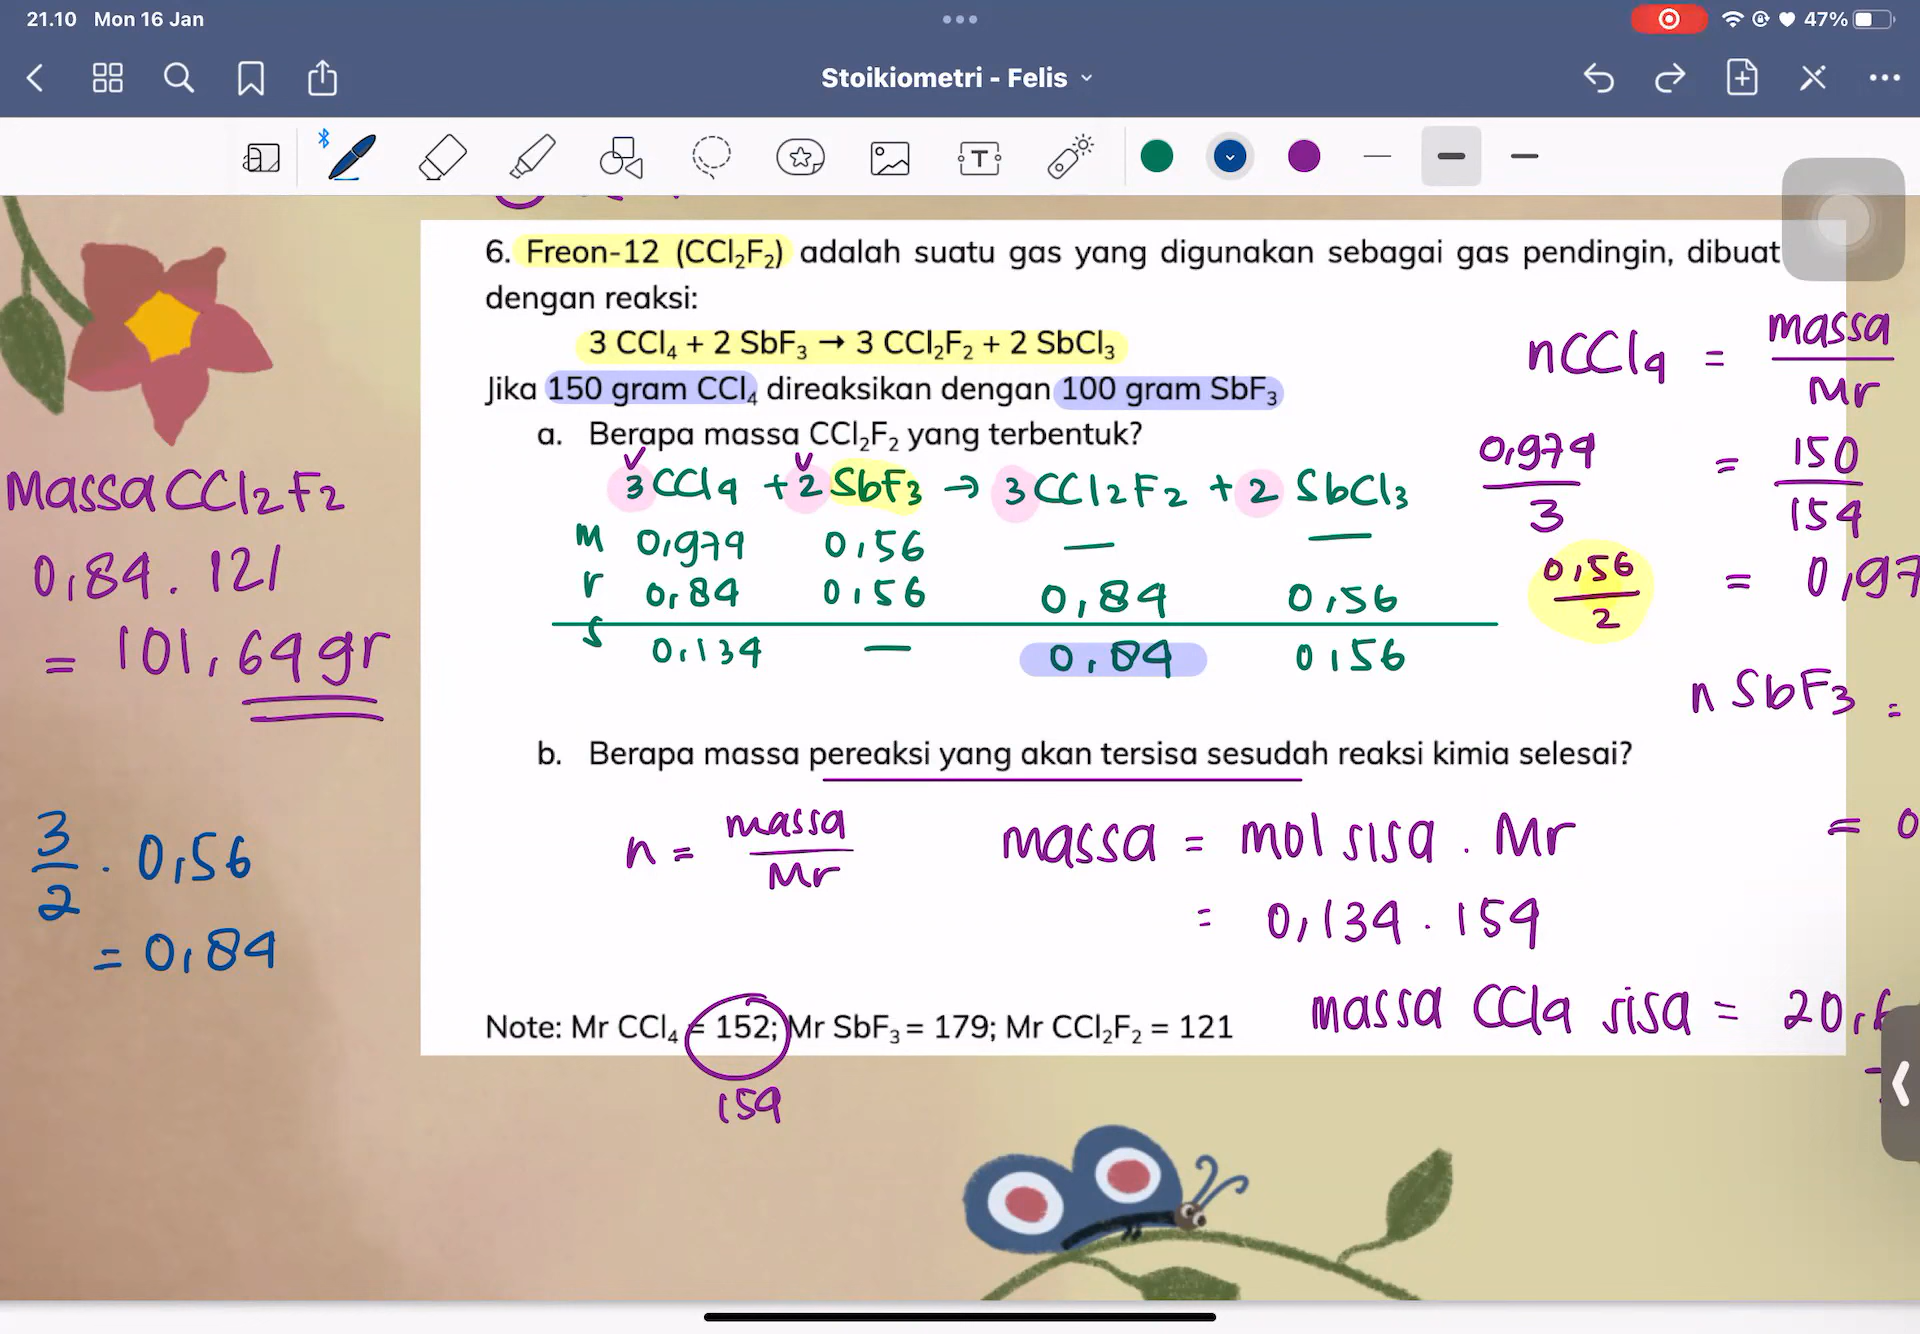 21.10 Mon 16 Jan
47%
Stoikiometri - Felis
6. Freon-12 (CCl₂F₂) adalah suatu gas yang digunakan sebagai gas pendingin, dibuat
dengan reaksi:
3 CCl₄ + 2 SbF₃ → 3 CCl₂F₂ + 2 SbCl₃
Jika 150 gram CCl₄ direaksikan dengan 100 gram SbF₃
a. Berapa massa CCl₂F₂ yang terbentuk?
3CCl4 + 2 SbF3 → 3CCl2F2 + 2 SbCl3
M 0,974 0,56 — —
r 0,84 0,56 0,84 0,56
s 0,134 — 0,84 0,56
nCCl4 = massa
Mr
0,974
3
= 150
154
0,56
2
= 0,97
n SbF3 =
= 0
Massa CCl2F2
0,84 . 121
= 101,64 gr
3
2 . 0,56
= 0,84
b. Berapa massa pereaksi yang akan tersisa sesudah reaksi kimia selesai?
n = massa
Mr
massa = mol sisa . Mr
= 0,134 . 154
massa CCl4 sisa = 20,6
Note: Mr CCl₄ = 152; Mr SbF₃ = 179; Mr CCl₂F₂ = 121
154